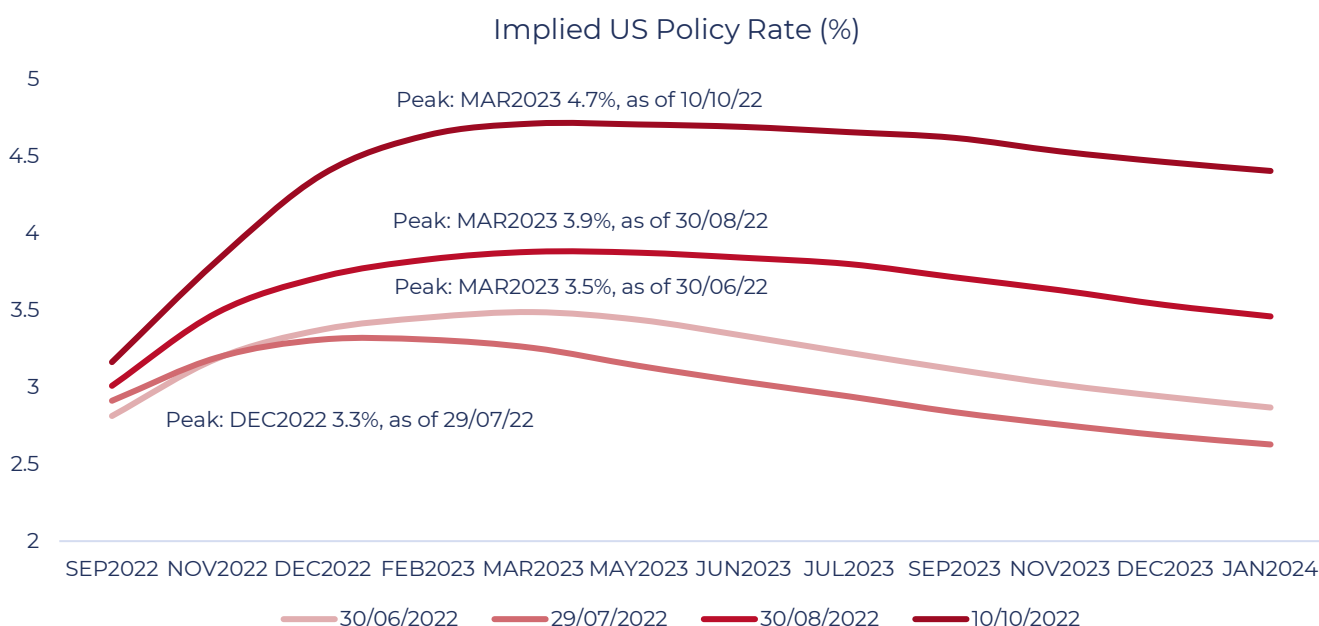 Implied US Policy Rate (%)
5
Peak: MAR2023 4.7%, as of 10/10/22
4.5
Peak: MAR2023 3.9%, as of 30/08/22
4
Peak: MAR2023 3.5%, as of 30/06/22
3.5
3
Peak: DEC2022 3.3%, as of 29/07/22
2.5
2
SEP2022 NOV2022 DEC2022 FEB2023 MAR2023 MAY2023 JUN2023 JUL2023 SEP2023 NOV2023 DEC2023 JAN2024
30/06/2022 29/07/2022 30/08/2022 10/10/2022